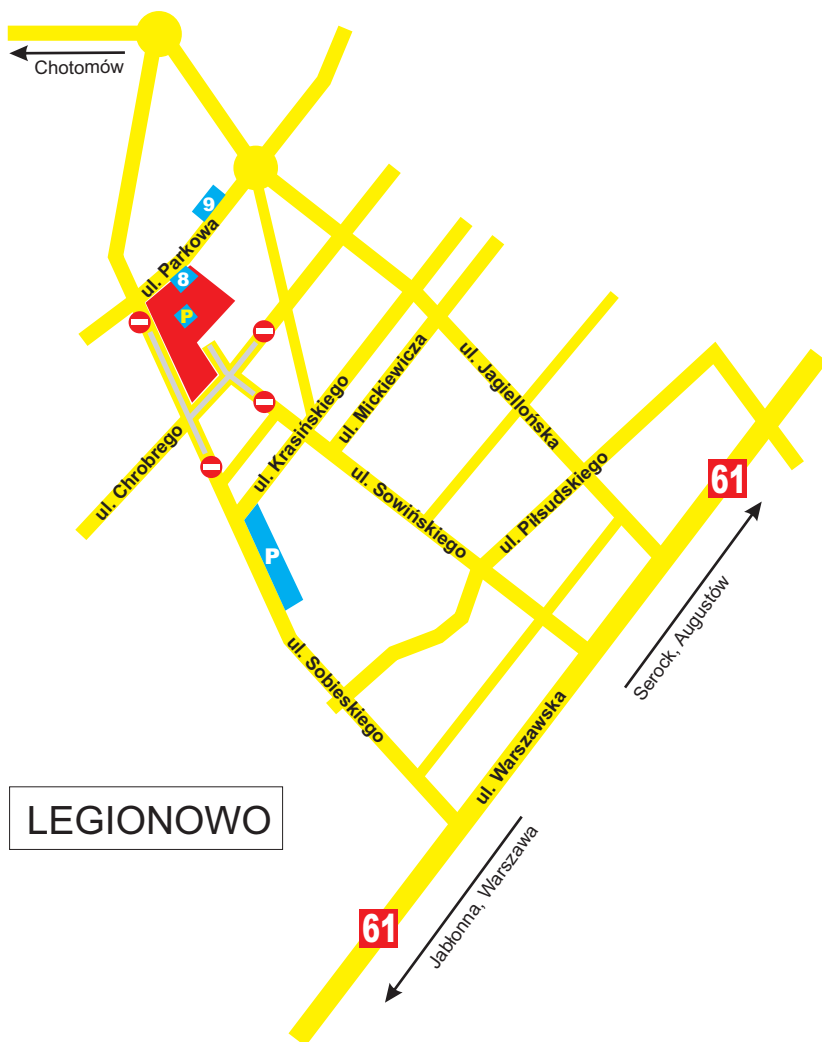 Chotomów
9
ul. Parkowa
8
P
ul. Jagiellońska
ul. Mickiewicza
ul. Krasińskiego
ul. Chrobrego
ul. Sowińskiego
ul. Piłsudskiego
61
P
Serock, Augustów
ul. Sobieskiego
ul. Warszawska
LEGIONOWO
61
Jabłonna, Warszawa